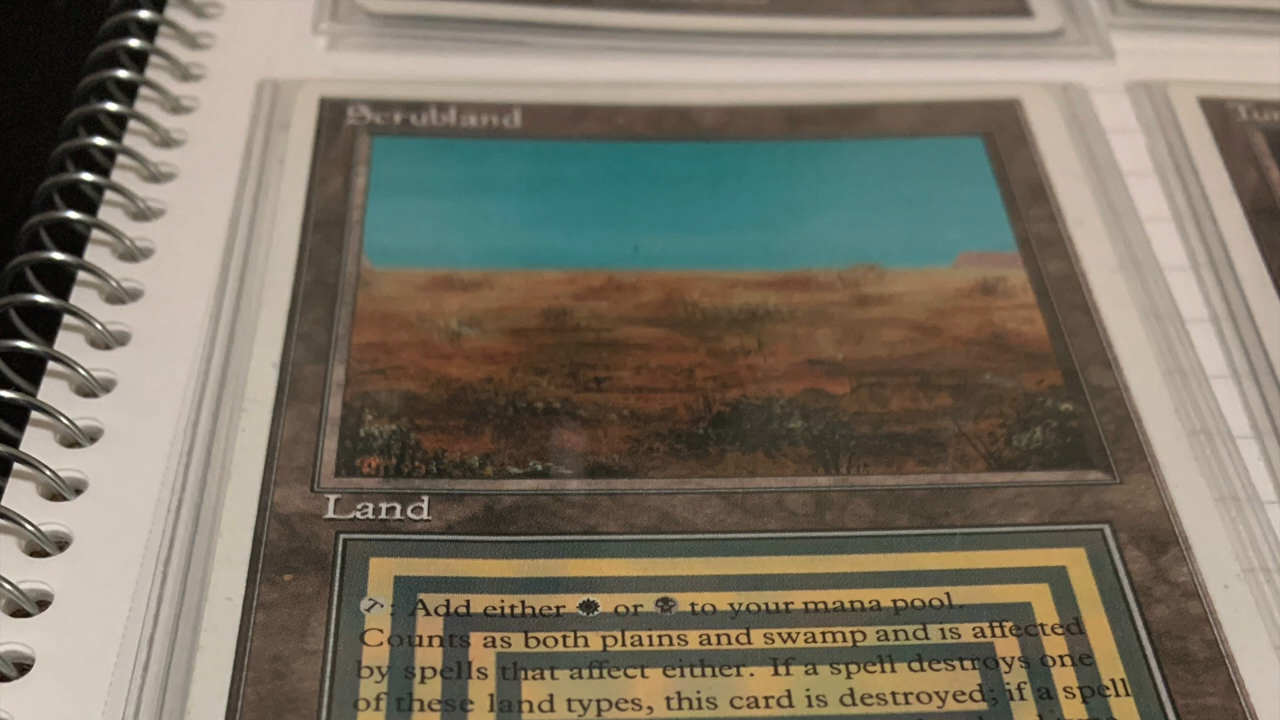 Scrubland
Tu
Land
T: Add either or to your mana pool.
Counts as both plains and swamp and is affected
by spells that affect either. If a spell destroys one
of these land types, this card is destroyed; if a spell